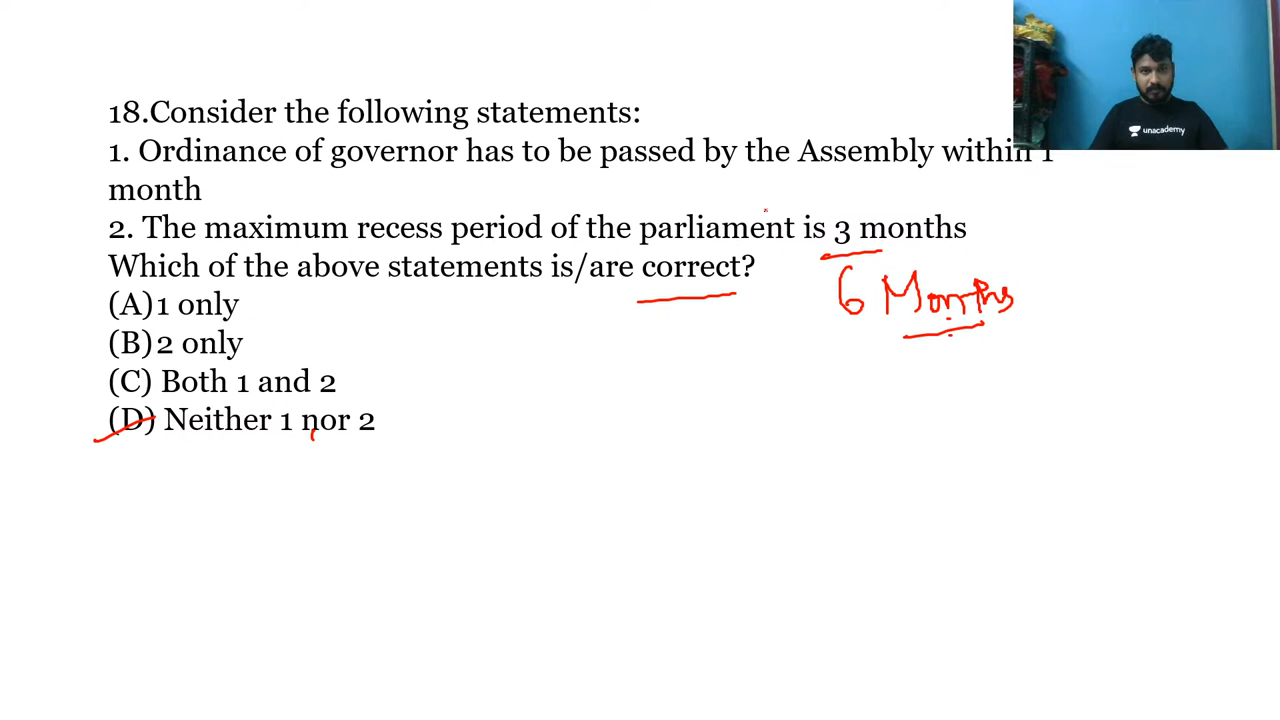 18.Consider the following statements:
1. Ordinance of governor has to be passed by the Assembly within 1
month
2. The maximum recess period of the parliament is 3 months
Which of the above statements is/are correct?
6 Months
(A) 1 only
(B) 2 only
(C) Both 1 and 2
(D) Neither 1 nor 2
unacademy